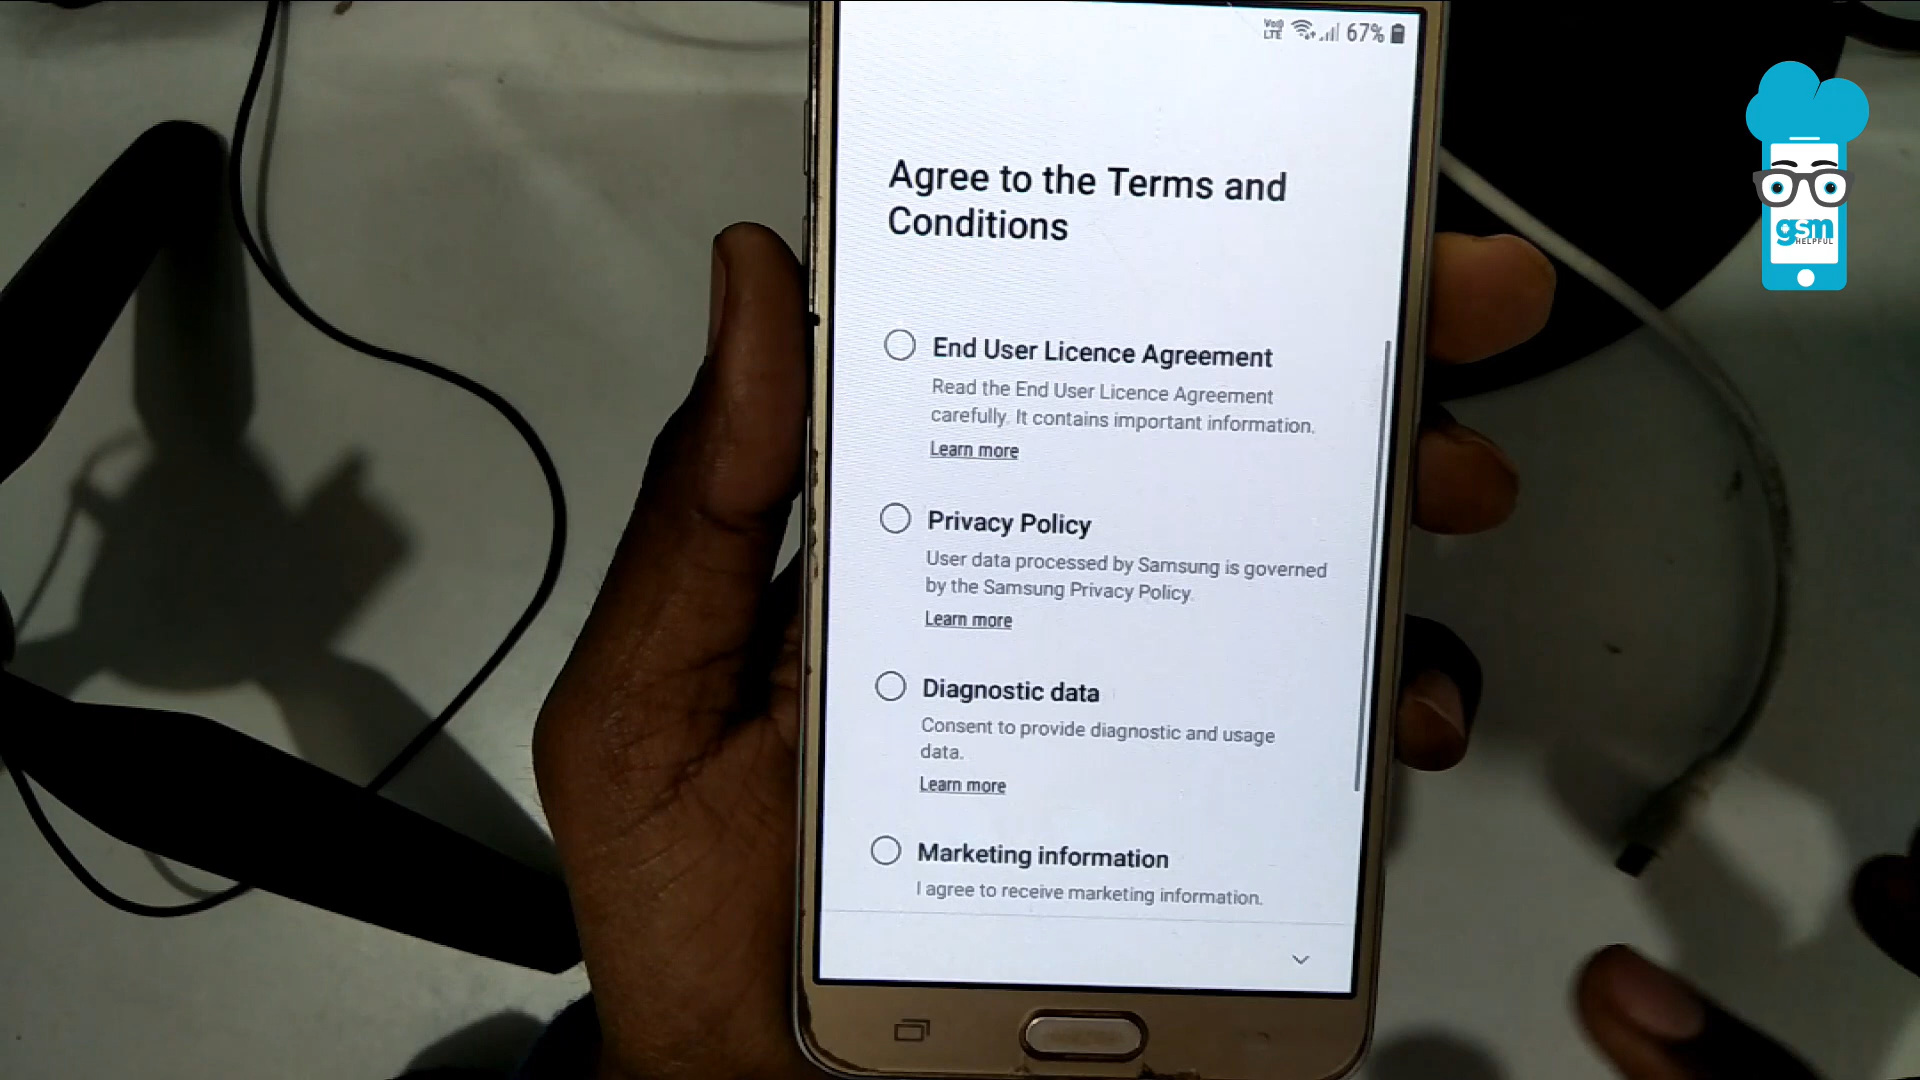 VoD LTE 67%
Agree to the Terms and
Conditions
End User Licence Agreement
Read the End User Licence Agreement
carefully. It contains important information.
Learn more
Privacy Policy
User data processed by Samsung is governed
by the Samsung Privacy Policy.
Learn more
Diagnostic data
Consent to provide diagnostic and usage
data.
Learn more
Marketing information
I agree to receive marketing information.
gsm
HELPFUL